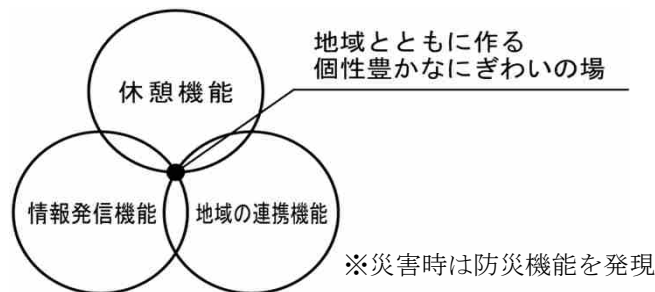 地域とともに作る
個性豊かなにぎわいの場
休憩機能
情報発信機能
地域の連携機能
※災害時は防災機能を発現